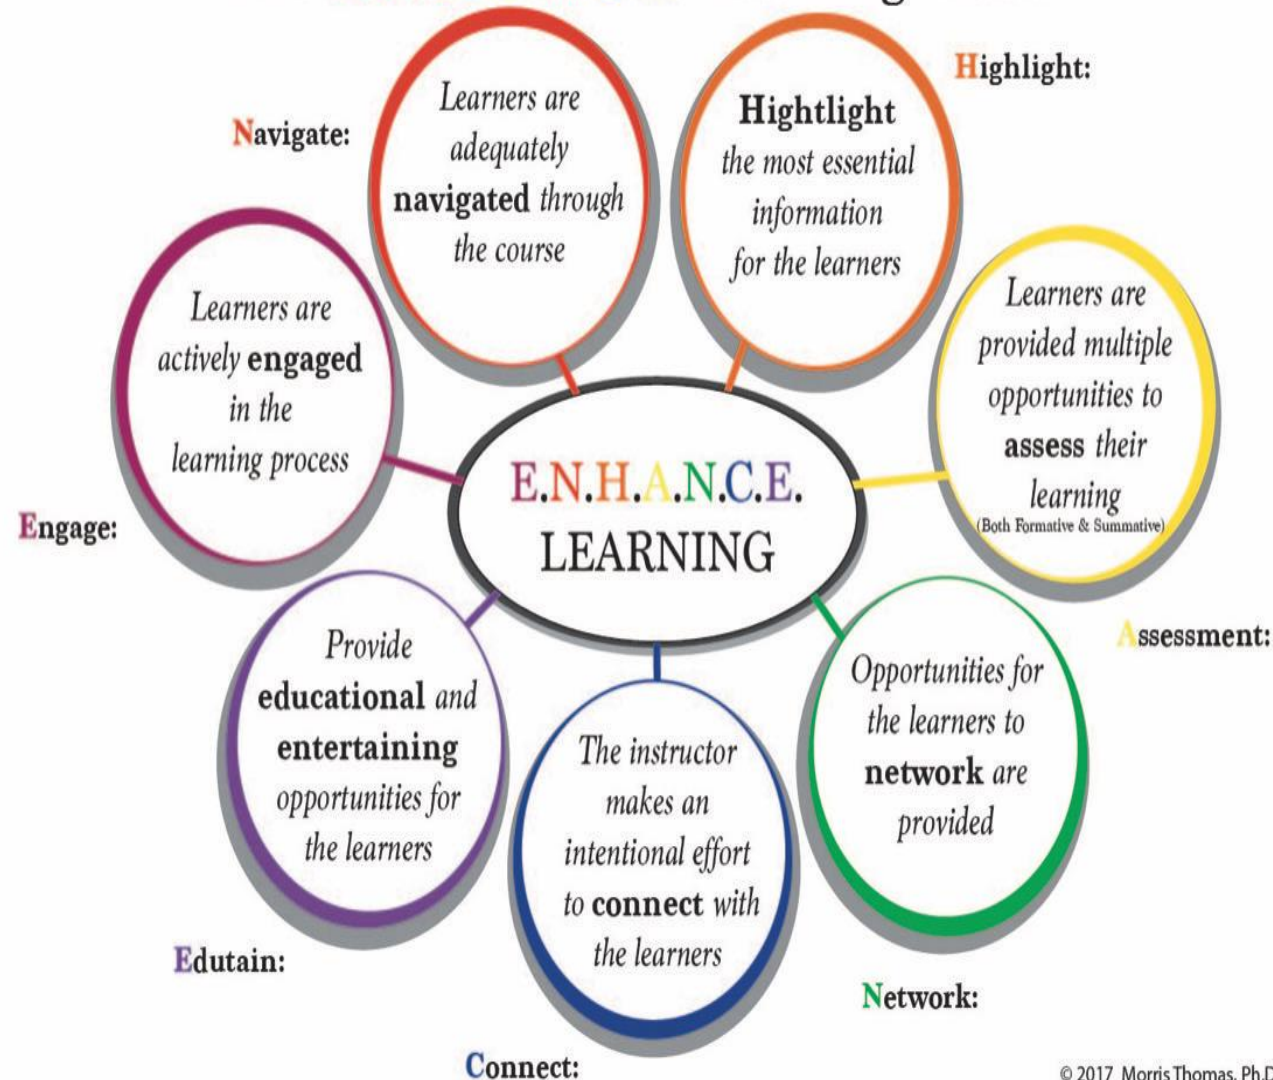 Navigate:
Learners are
adequately
navigated through
the course
Highlight:
Hightlight
the most essential
information
for the learners
Engage:
Learners are
actively engaged
in the
learning process
E.N.H.A.N.C.E.
LEARNING
Learners are
provided multiple
opportunities to
assess their
learning
(Both Formative & Summative)
Assessment:
Provide
educational and
entertaining
opportunities for
the learners
Edutain:
The instructor
makes an
intentional effort
to connect with
the learners
Connect:
Opportunities for
the learners to
network are
provided
Network:
© 2017 Morris Thomas, Ph.D